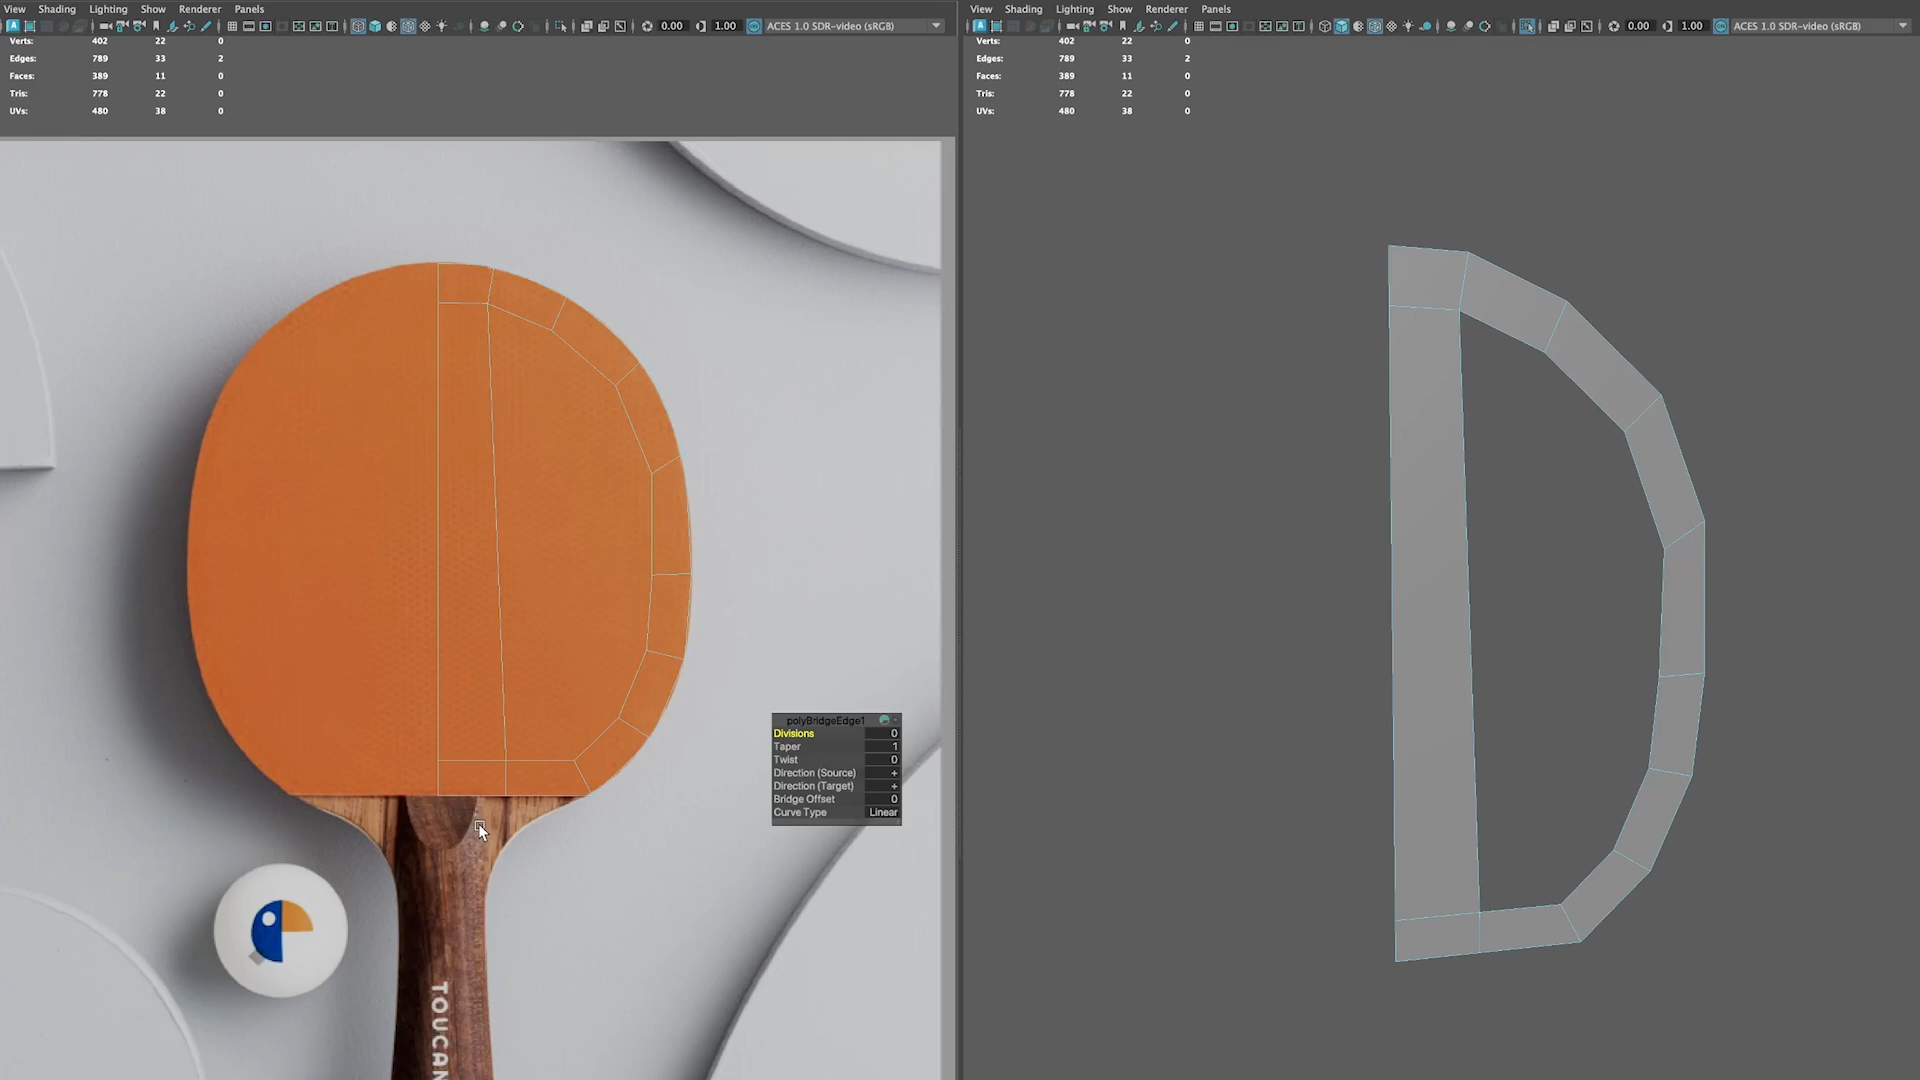 View Shading Lighting Show Renderer Panels
0.00 1.00 ACES 1.0 SDR-video (sRGB)
Verts: 402 22 0
Edges: 789 33 2
Faces: 389 11 0
Tris: 778 22 0
UVs: 480 38 0
polyBridgeEdge1
Divisions 0
Taper 1
Twist 0
Direction (Source) +
Direction (Target) +
Bridge Offset 0
Curve Type Linear
TOUCAN
View Shading Lighting Show Renderer Panels
0.00 1.00 ACES 1.0 SDR-video (sRGB)
Verts: 402 22 0
Edges: 789 33 2
Faces: 389 11 0
Tris: 778 22 0
UVs: 480 38 0